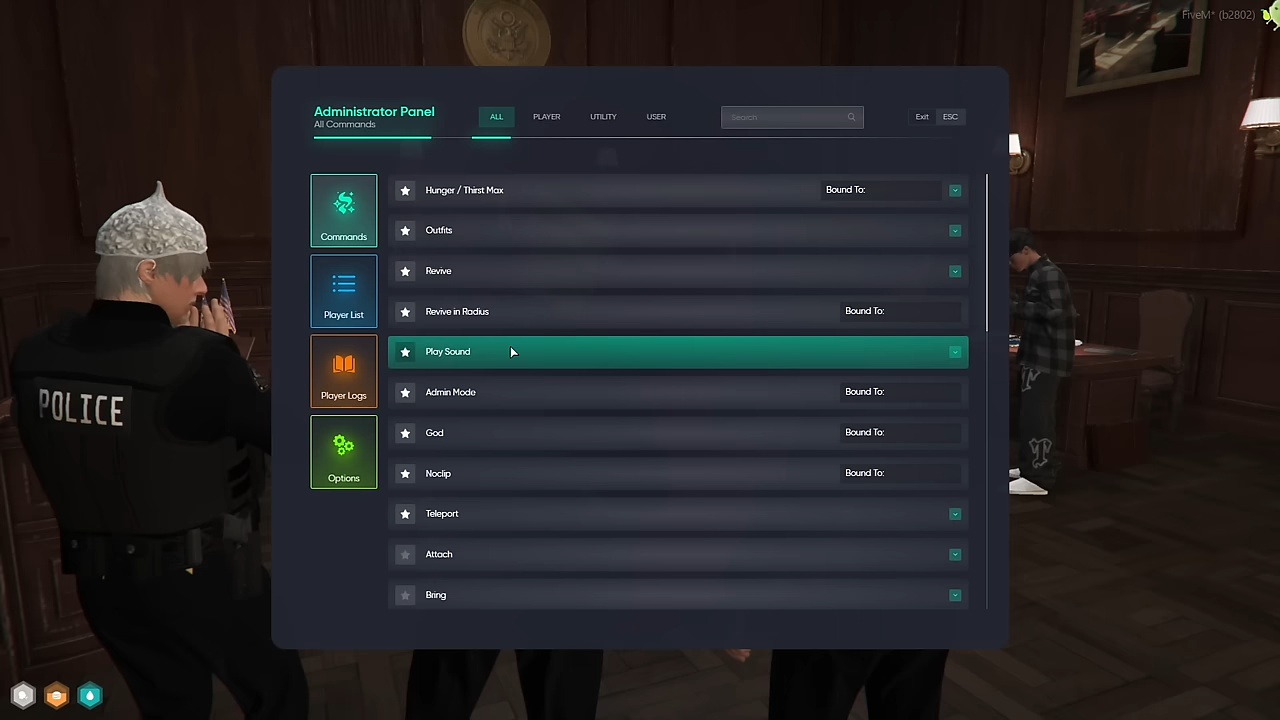 FiveM* (b2802)
Administrator Panel
All Commands
ALL
PLAYER
UTILITY
USER
Search
Exit
ESC
Commands
Player List
Player Logs
Options
Hunger / Thirst Max
Bound To:
Outfits
Revive
Revive in Radius
Bound To:
Play Sound
Admin Mode
Bound To:
God
Bound To:
Noclip
Bound To:
Teleport
Attach
Bring
POLICE